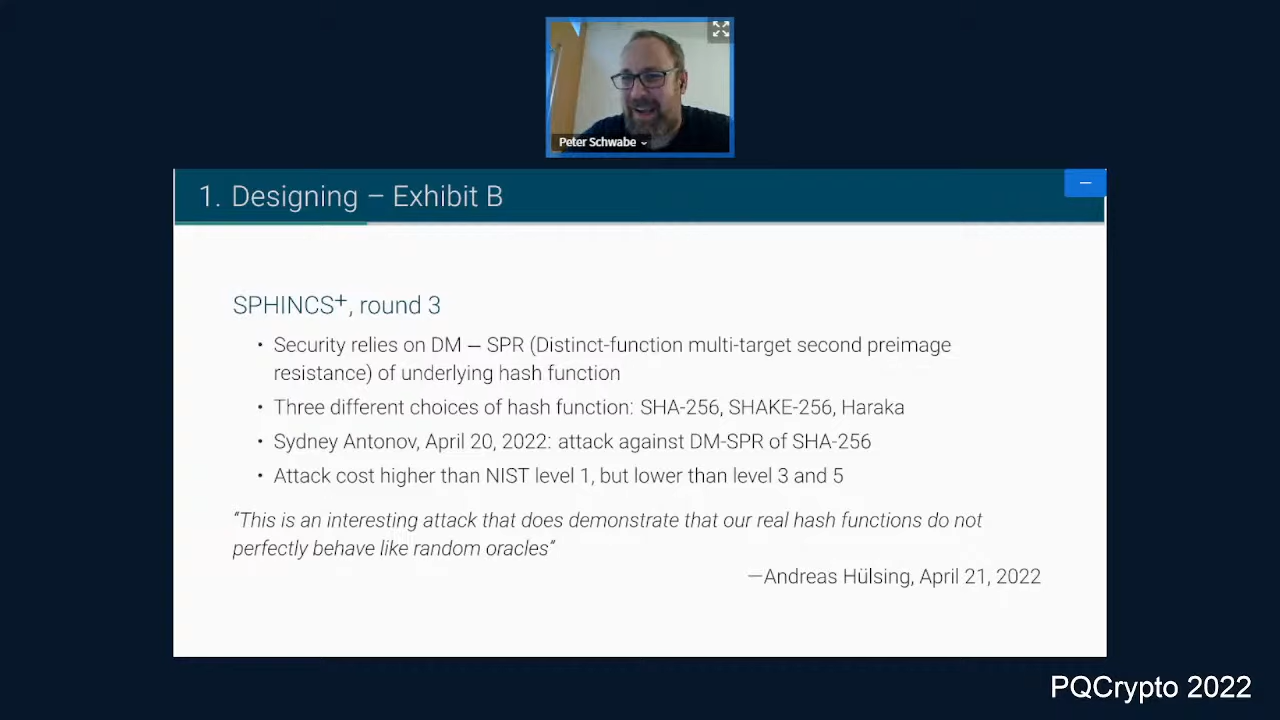 Peter Schwabe
1. Designing – Exhibit B
SPHINCS⁺, round 3
• Security relies on DM – SPR (Distinct-function multi-target second preimage
resistance) of underlying hash function
• Three different choices of hash function: SHA-256, SHAKE-256, Haraka
• Sydney Antonov, April 20, 2022: attack against DM-SPR of SHA-256
• Attack cost higher than NIST level 1, but lower than level 3 and 5
“This is an interesting attack that does demonstrate that our real hash functions do not
perfectly behave like random oracles”
—Andreas Hülsing, April 21, 2022
PQCrypto 2022